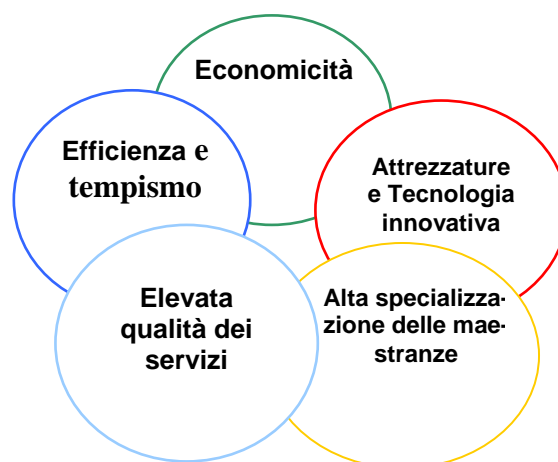 Economicità
Efficienza e
tempismo
Attrezzature
e Tecnologia
innovativa
Elevata
qualità dei
servizi
Alta specializza-
zione delle mae-
stranze